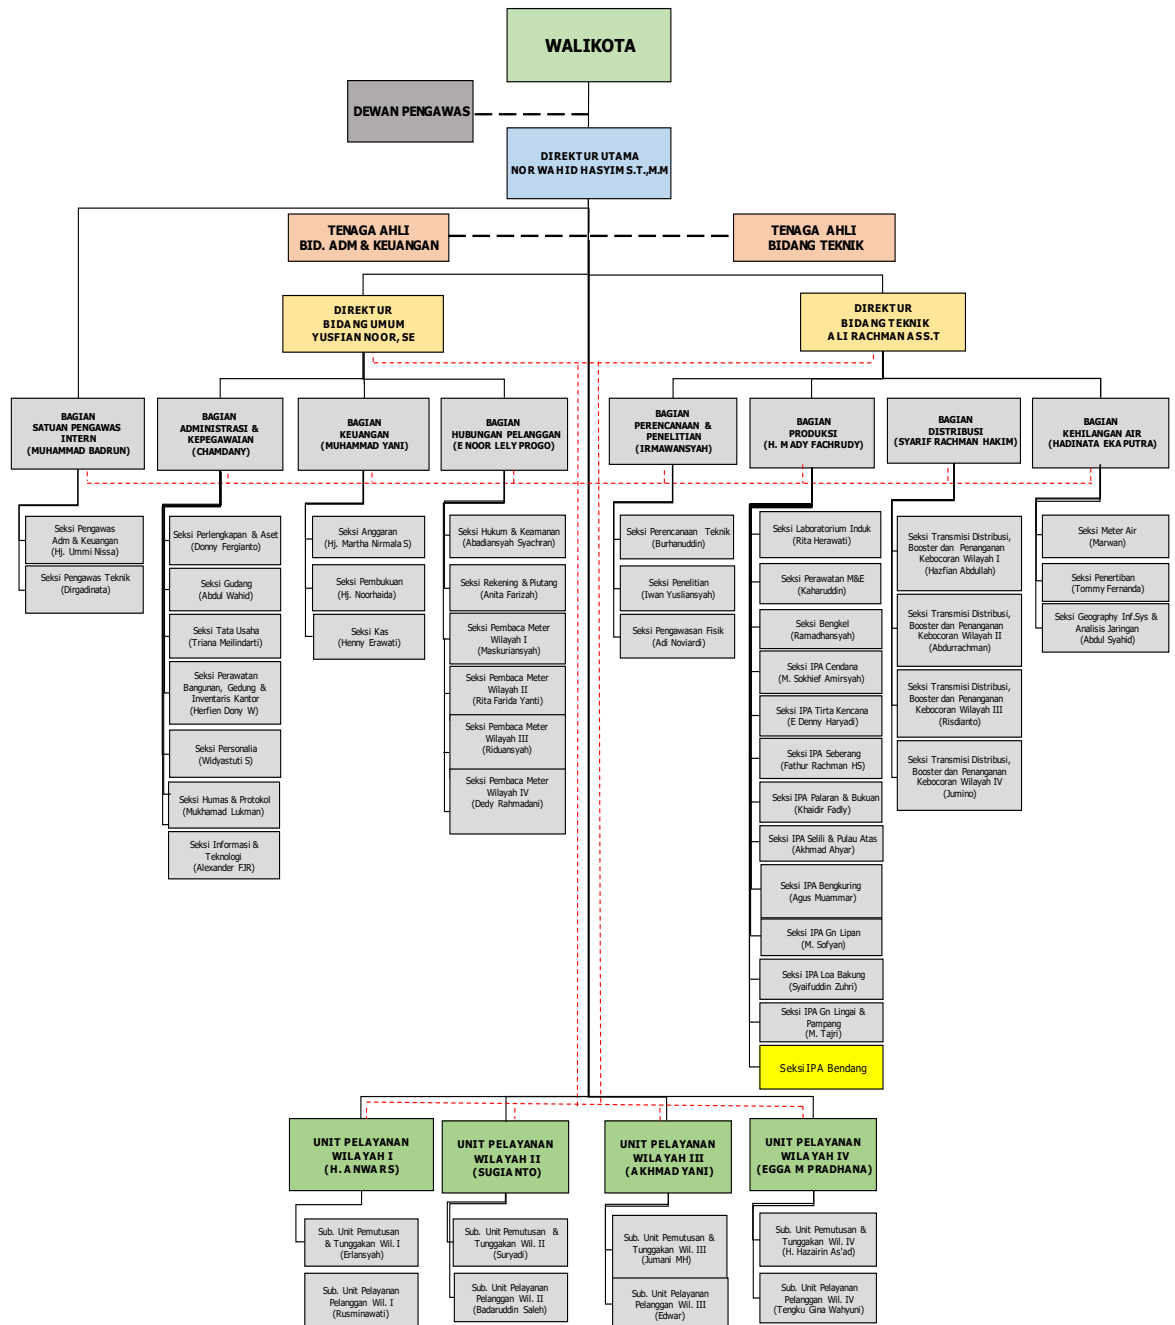 WALIKOTA
DEWAN PENGAWAS
DIREKTUR UTAMA
NOR WAHID HASYIM S.T.,M.M
TENAGA AHLI
BID. ADM & KEUANGAN
TENAGA AHLI
BIDANG TEKNIK
DIREKTUR
BIDANG UMUM
YUSFIAN NOOR, SE
DIREKTUR
BIDANG TEKNIK
ALI RACHMAN AS S.T
BAGIAN
SATUAN PENGAWAS
INTERN
(MUHAMMAD BADRUN)
BAGIAN
ADMINISTRASI &
KEPEGAWAIAN
(CHAMDANY)
BAGIAN
KEUANGAN
(MUHAMMAD YANI)
BAGIAN
HUBUNGAN PELANGGAN
(E NOOR LELY PROGO)
BAGIAN
PERENCANAAN &
PENELITIAN
(IRMAWANSYAH)
BAGIAN
PRODUKSI
(H. MADY FACHRUDY)
BAGIAN
DISTRIBUSI
(SYARIF RACHMAN HAKIM)
BAGIAN
KEHILANGAN AIR
(HADINATA EKA PUTRA)
Seksi Pengawas
Adm & Keuangan
(Hj. Ummi Nissa)
Seksi Pengawas Teknik
(Dirgadinata)
Seksi Perlengkapan & Aset
(Donny Fergianto)
Seksi Gudang
(Abdul Wahid)
Seksi Tata Usaha
(Triana Meilindarti)
Seksi Perawatan
Bangunan, Gedung &
Inventaris Kantor
(Herfien Dony W)
Seksi Personalia
(Widyastuti S)
Seksi Humas & Protokol
(Mukhamad Lukman)
Seksi Informasi &
Teknologi
(Alexander FJR)
Seksi Anggaran
(Hj. Martha Nirmala S)
Seksi Pembukuan
(Hj. Noorhaida)
Seksi Kas
(Henny Erawati)
Seksi Hukum & Keamanan
(Abadiansyah Syachran)
Seksi Rekening & Piutang
(Anita Farizah)
Seksi Pembaca Meter
Wilayah I
(Maskuriansyah)
Seksi Pembaca Meter
Wilayah II
(Rita Farida Yanti)
Seksi Pembaca Meter
Wilayah III
(Riduansyah)
Seksi Pembaca Meter
Wilayah IV
(Dedy Rahmadani)
Seksi Perencanaan Teknik
(Burhanuddin)
Seksi Penelitian
(Iwan Yusliansyah)
Seksi Pengawasan Fisik
(Adi Noviardi)
Seksi Laboratorium Induk
(Rita Herawati)
Seksi Perawatan M&E
(Kaharuddin)
Seksi Bengkel
(Ramadhansyah)
Seksi IPA Cendana
(M. Sokhief Amirsyah)
Seksi IPA Tirta Kencana
(E Denny Haryadi)
Seksi IPA Seberang
(Fathur Rachman HS)
Seksi IPA Palaran & Bukuan
(Khaidir Fadly)
Seksi IPA Selili & Pulau Atas
(Akhmad Ahyar)
Seksi IPA Bengkuring
(Agus Muammar)
Seksi IPA Gn Lipan
(M. Sofyan)
Seksi IPA Loa Bakung
(Syaifuddin Zuhri)
Seksi IPA Gn Lingai &
Pampang
(M. Tajri)
Seksi IPA Bendang
Seksi Transmisi Distribusi,
Booster dan Penanganan
Kebocoran Wilayah I
(Hazfian Abdullah)
Seksi Transmisi Distribusi,
Booster dan Penanganan
Kebocoran Wilayah II
(Abdurrachman)
Seksi Transmisi Distribusi,
Booster dan Penanganan
Kebocoran Wilayah III
(Risdianto)
Seksi Transmisi Distribusi,
Booster dan Penanganan
Kebocoran Wilayah IV
(Jumino)
Seksi Meter Air
(Marwan)
Seksi Penertiban
(Tommy Fernanda)
Seksi Geography Inf.Sys &
Analisis Jaringan
(Abdul Syahid)
UNIT PELAYANAN
WILAYAH I
(H. ANWAR S)
UNIT PELAYANAN
WILAYAH II
(SUGIANTO)
UNIT PELAYANAN
WILAYAH III
(AKHMAD YANI)
UNIT PELAYANAN
WILAYAH IV
(EGGA M PRADHANA)
Sub. Unit Pemutusan
& Tunggakan Wil. I
(Erlansyah)
Sub. Unit Pelayanan
Pelanggan Wil. I
(Rusminawati)
Sub. Unit Pemutusan &
Tunggakan Wil. II
(Suryadi)
Sub. Unit Pelayanan
Pelanggan Wil. II
(Badaruddin Saleh)
Sub. Unit Pemutusan &
Tunggakan Wil. III
(Jumani MH)
Sub. Unit Pelayanan
Pelanggan Wil. III
(Edwar)
Sub. Unit Pemutusan &
Tunggakan Wil. IV
(H. Hazairin As'ad)
Sub. Unit Pelayanan
Pelanggan Wil. IV
(Tengku Gina Wahyuni)